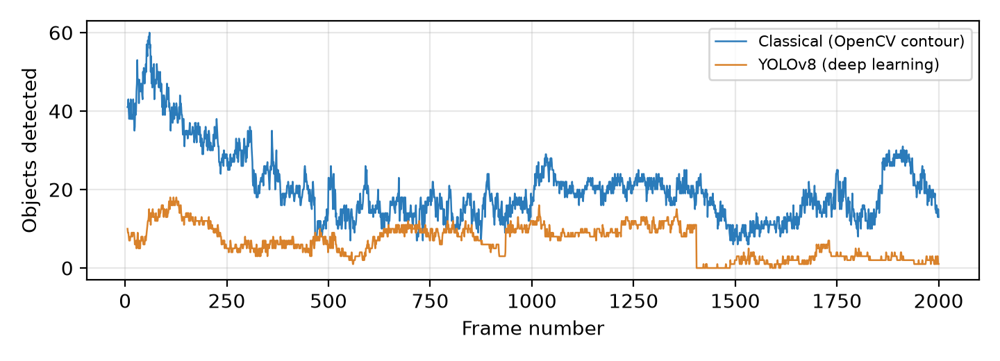 Objects detected
60
40
20
0
Classical (OpenCV contour)
YOLOv8 (deep learning)
0 250 500 750 1000 1250 1500 1750 2000
Frame number